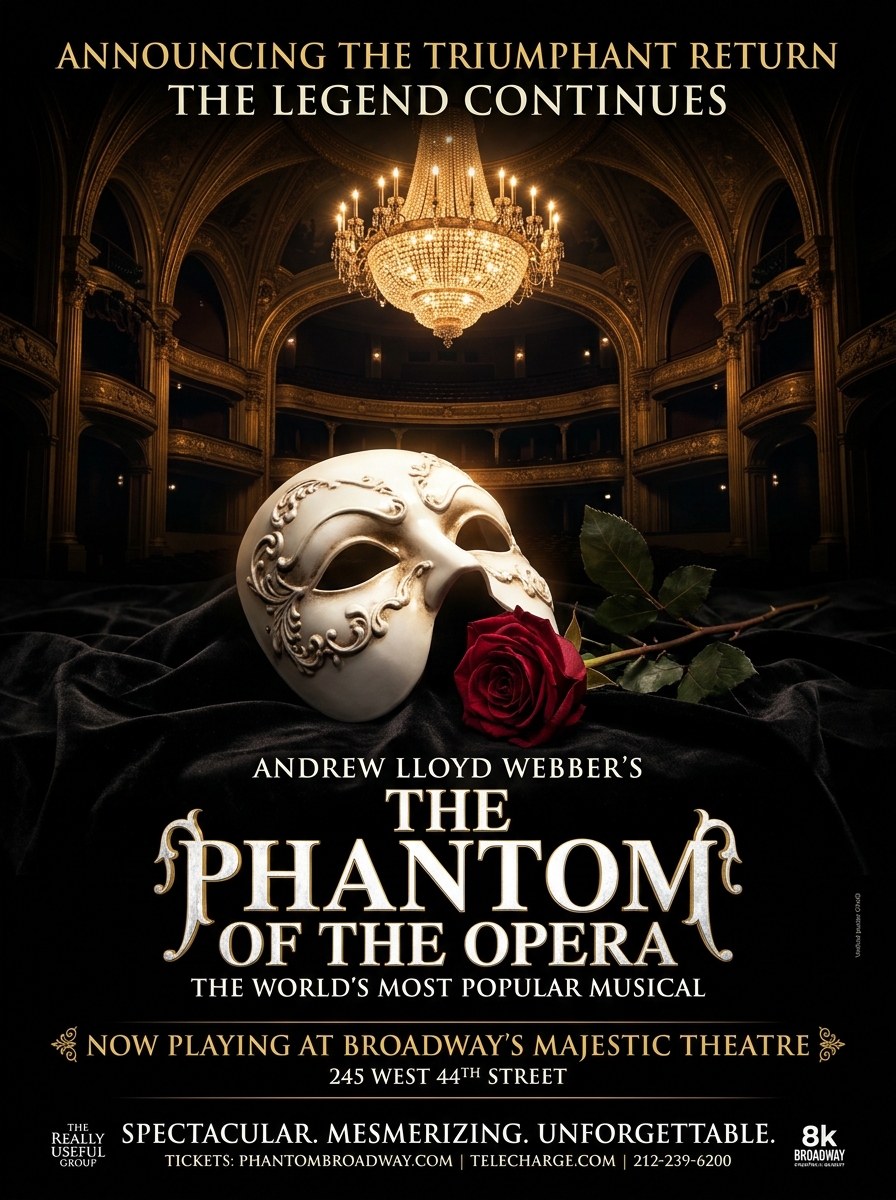 ANNOUNCING THE TRIUMPHANT RETURN
THE LEGEND CONTINUES
ANDREW LLOYD WEBBER'S
THE
PHANTOM
OF THE OPERA
THE WORLD'S MOST POPULAR MUSICAL
NOW PLAYING AT BROADWAY'S MAJESTIC THEATRE
245 WEST 44TH STREET
THE
REALLY
USEFUL
GROUP
SPECTACULAR. MESMERIZING. UNFORGETTABLE.
TICKETS: PHANTOMBROADWAY.COM | TELECHARGE.COM | 212-239-6200
8k
BROADWAY